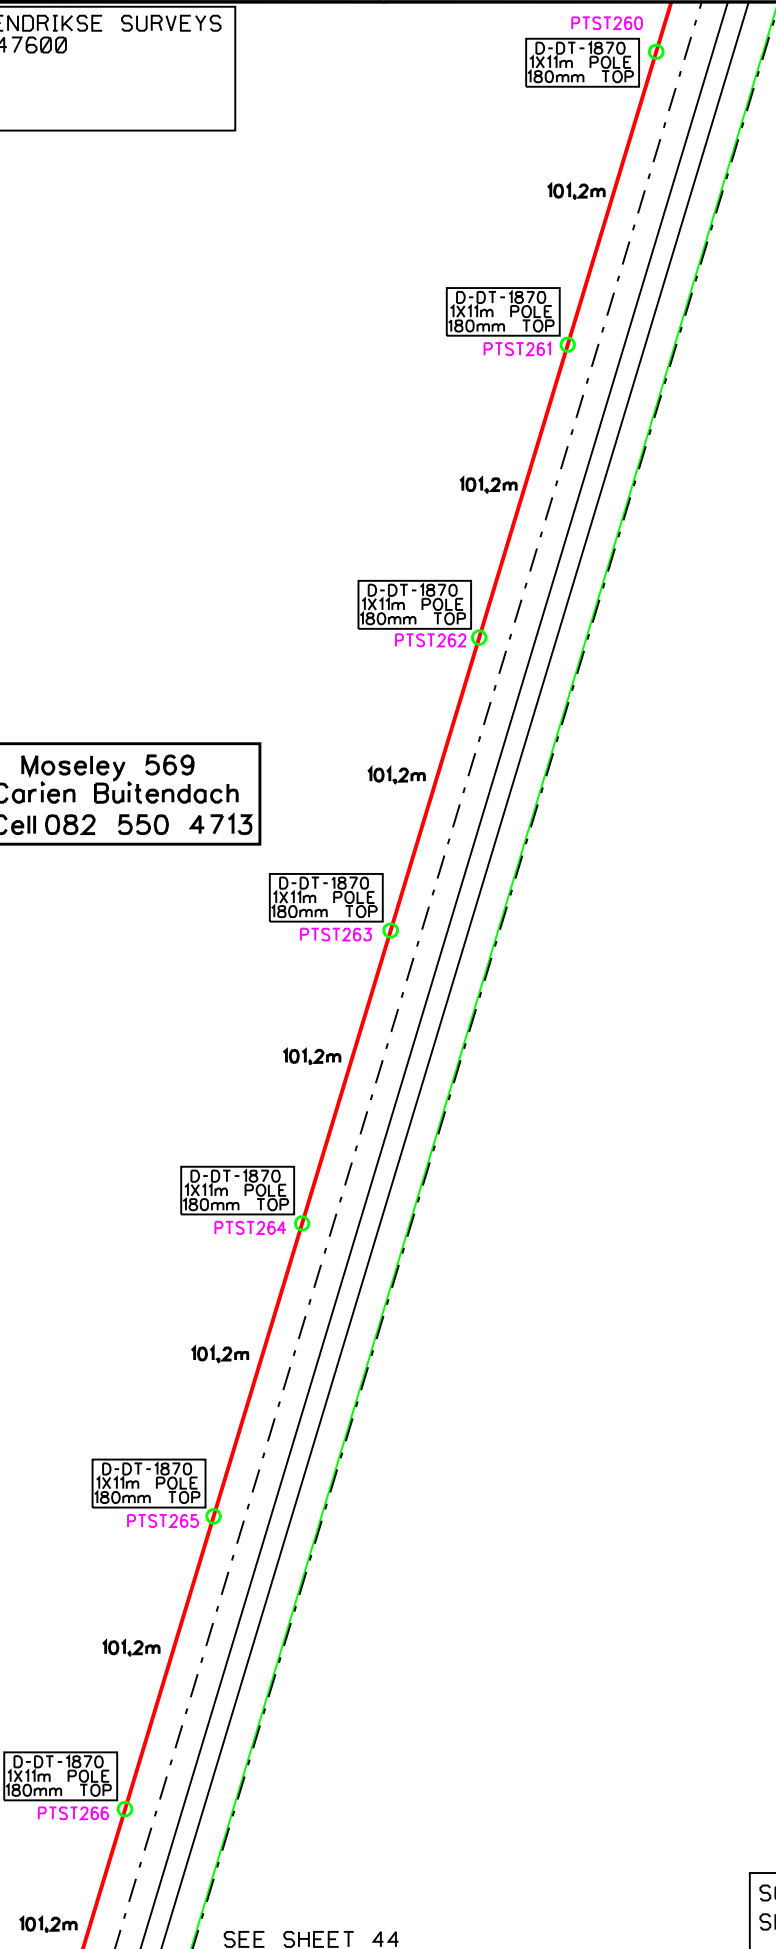 ENDRIKSE SURVEYS
47600
PTST260
D-DT-1870
1X11m POLE
180mm TOP
101,2m
D-DT-1870
1X11m POLE
180mm TOP
PTST261
101,2m
D-DT-1870
1X11m POLE
180mm TOP
PTST262
101,2m
Moseley 569
Carien Buitendach
Cell 082 550 4713
D-DT-1870
1X11m POLE
180mm TOP
PTST263
101,2m
D-DT-1870
1X11m POLE
180mm TOP
PTST264
101,2m
D-DT-1870
1X11m POLE
180mm TOP
PTST265
101,2m
D-DT-1870
1X11m POLE
180mm TOP
PTST266
101,2m
SEE SHEET 44